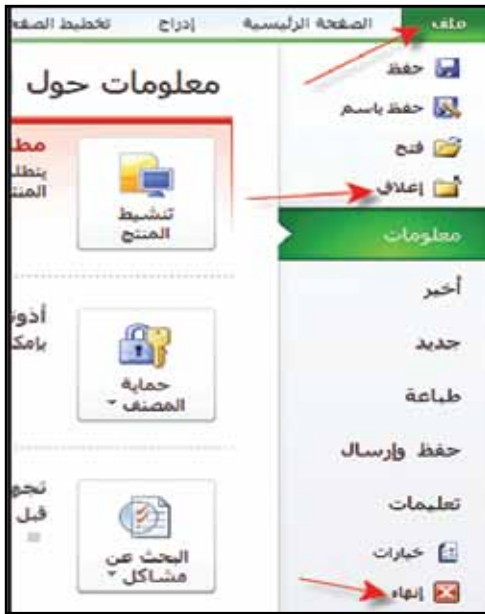 ملف الصفحة الرئيسية إدراج تخطيط الصفحة
حفظ
حفظ باسم
فتح
إغلاق
معلومات
أخير
جديد
طباعة
حفظ وإرسال
تعليمات
خيارات
إنهاء
معلومات حول
تنشيط
المنتج
حماية
المصنف
البحث عن
مشاكل
قبل